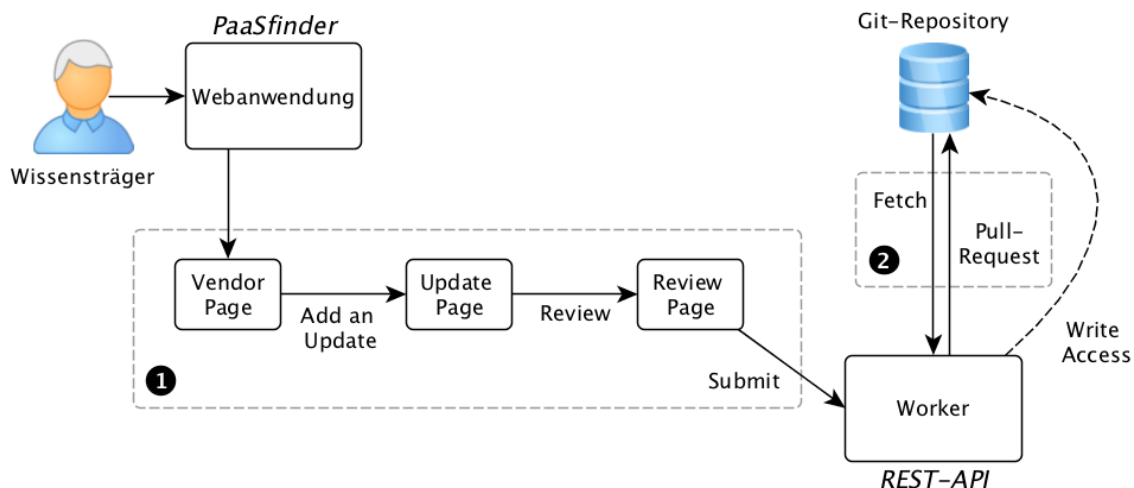 PaaSfinder
Webanwendung
Wissensträger
Git-Repository
Fetch
Pull-
Request
2
Write
Access
Vendor
Page
Add an
Update
Update
Page
Review
Review
Page
Submit
1
Worker
REST-API